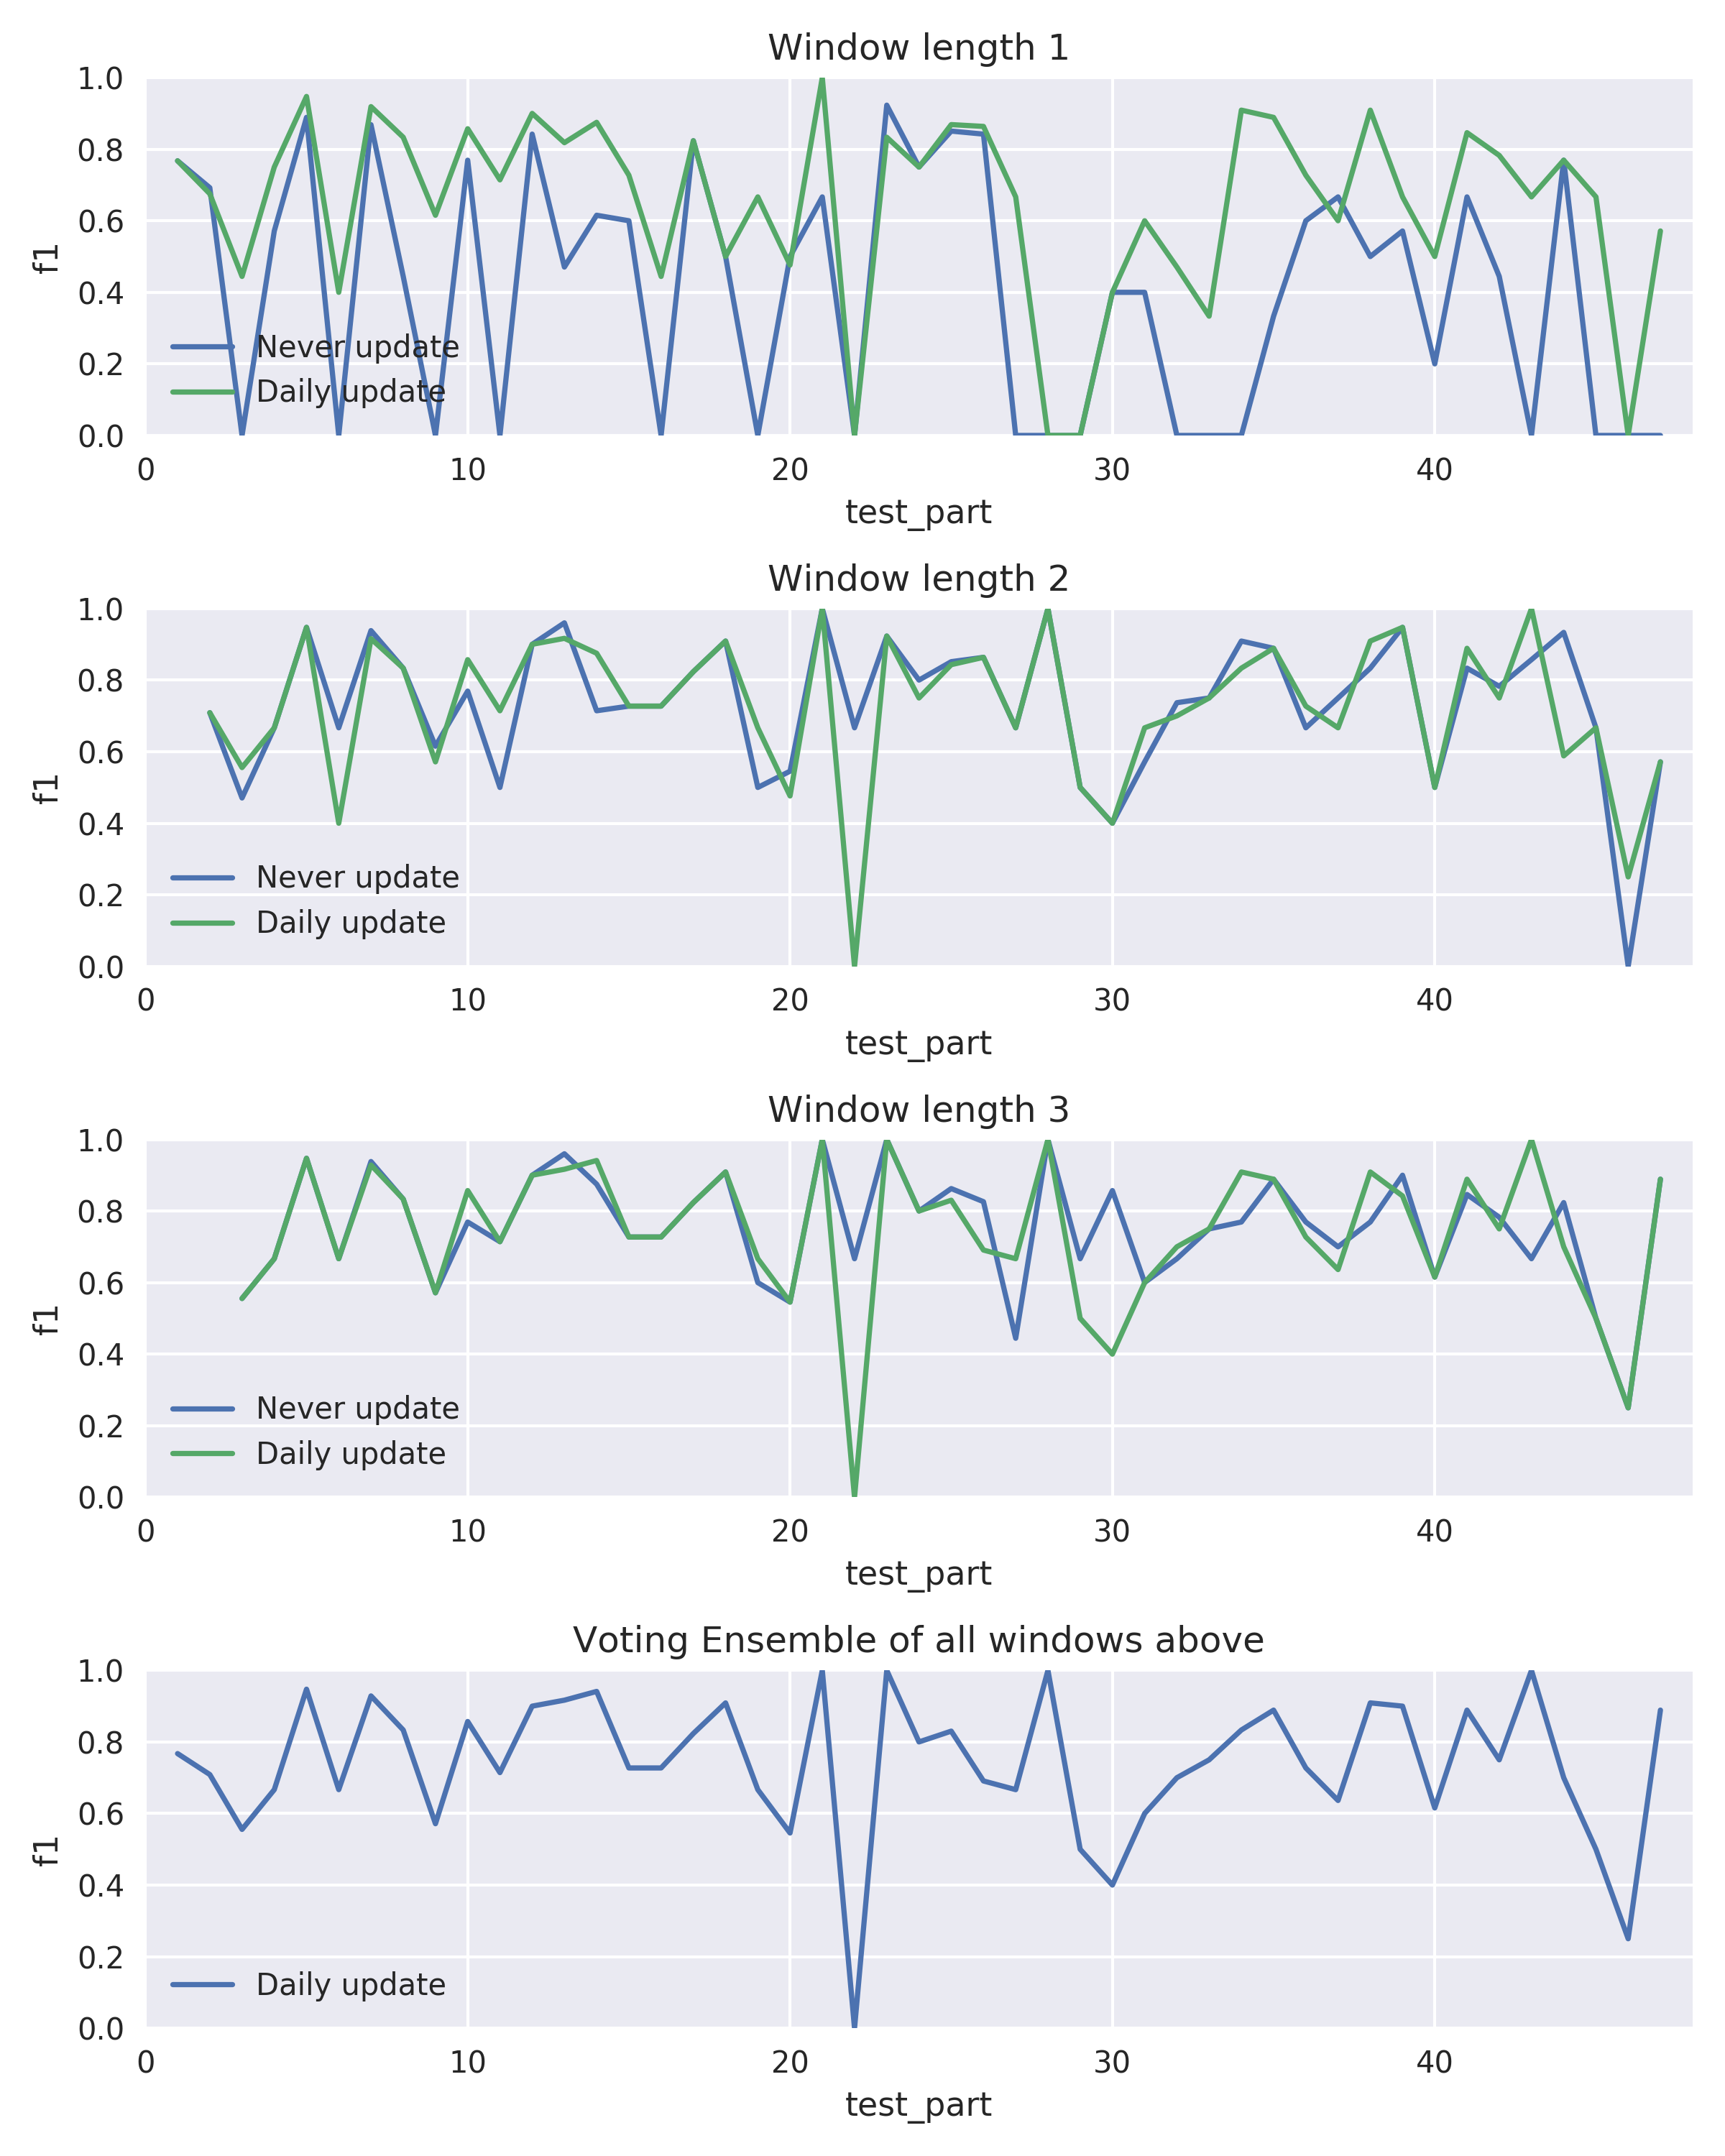 Window length 1
1.0
0.8
0.6
0.4
0.2
0.0
f1
Never update
Daily update
0 10 20 30 40
test_part
Window length 2
1.0
0.8
0.6
0.4
0.2
0.0
f1
Never update
Daily update
0 10 20 30 40
test_part
Window length 3
1.0
0.8
0.6
0.4
0.2
0.0
f1
Never update
Daily update
0 10 20 30 40
test_part
Voting Ensemble of all windows above
1.0
0.8
0.6
0.4
0.2
0.0
f1
Daily update
0 10 20 30 40
test_part